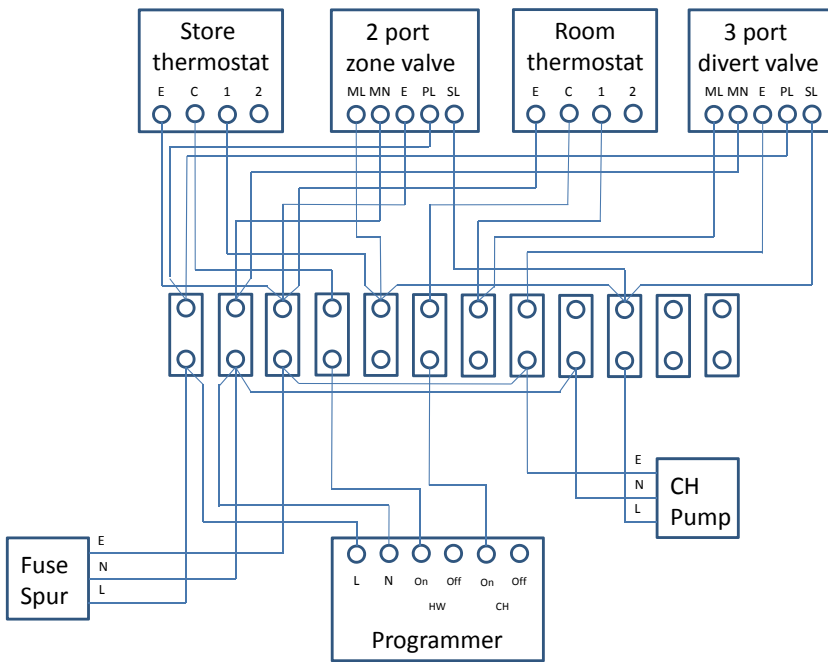 Store
thermostat
E C 1 2
2 port
zone valve
ML MN E PL SL
Room
thermostat
E C 1 2
3 port
divert valve
ML MN E PL SL
E
N
L
CH
Pump
E
N
L
Fuse
Spur
L N On Off On Off
HW CH
Programmer